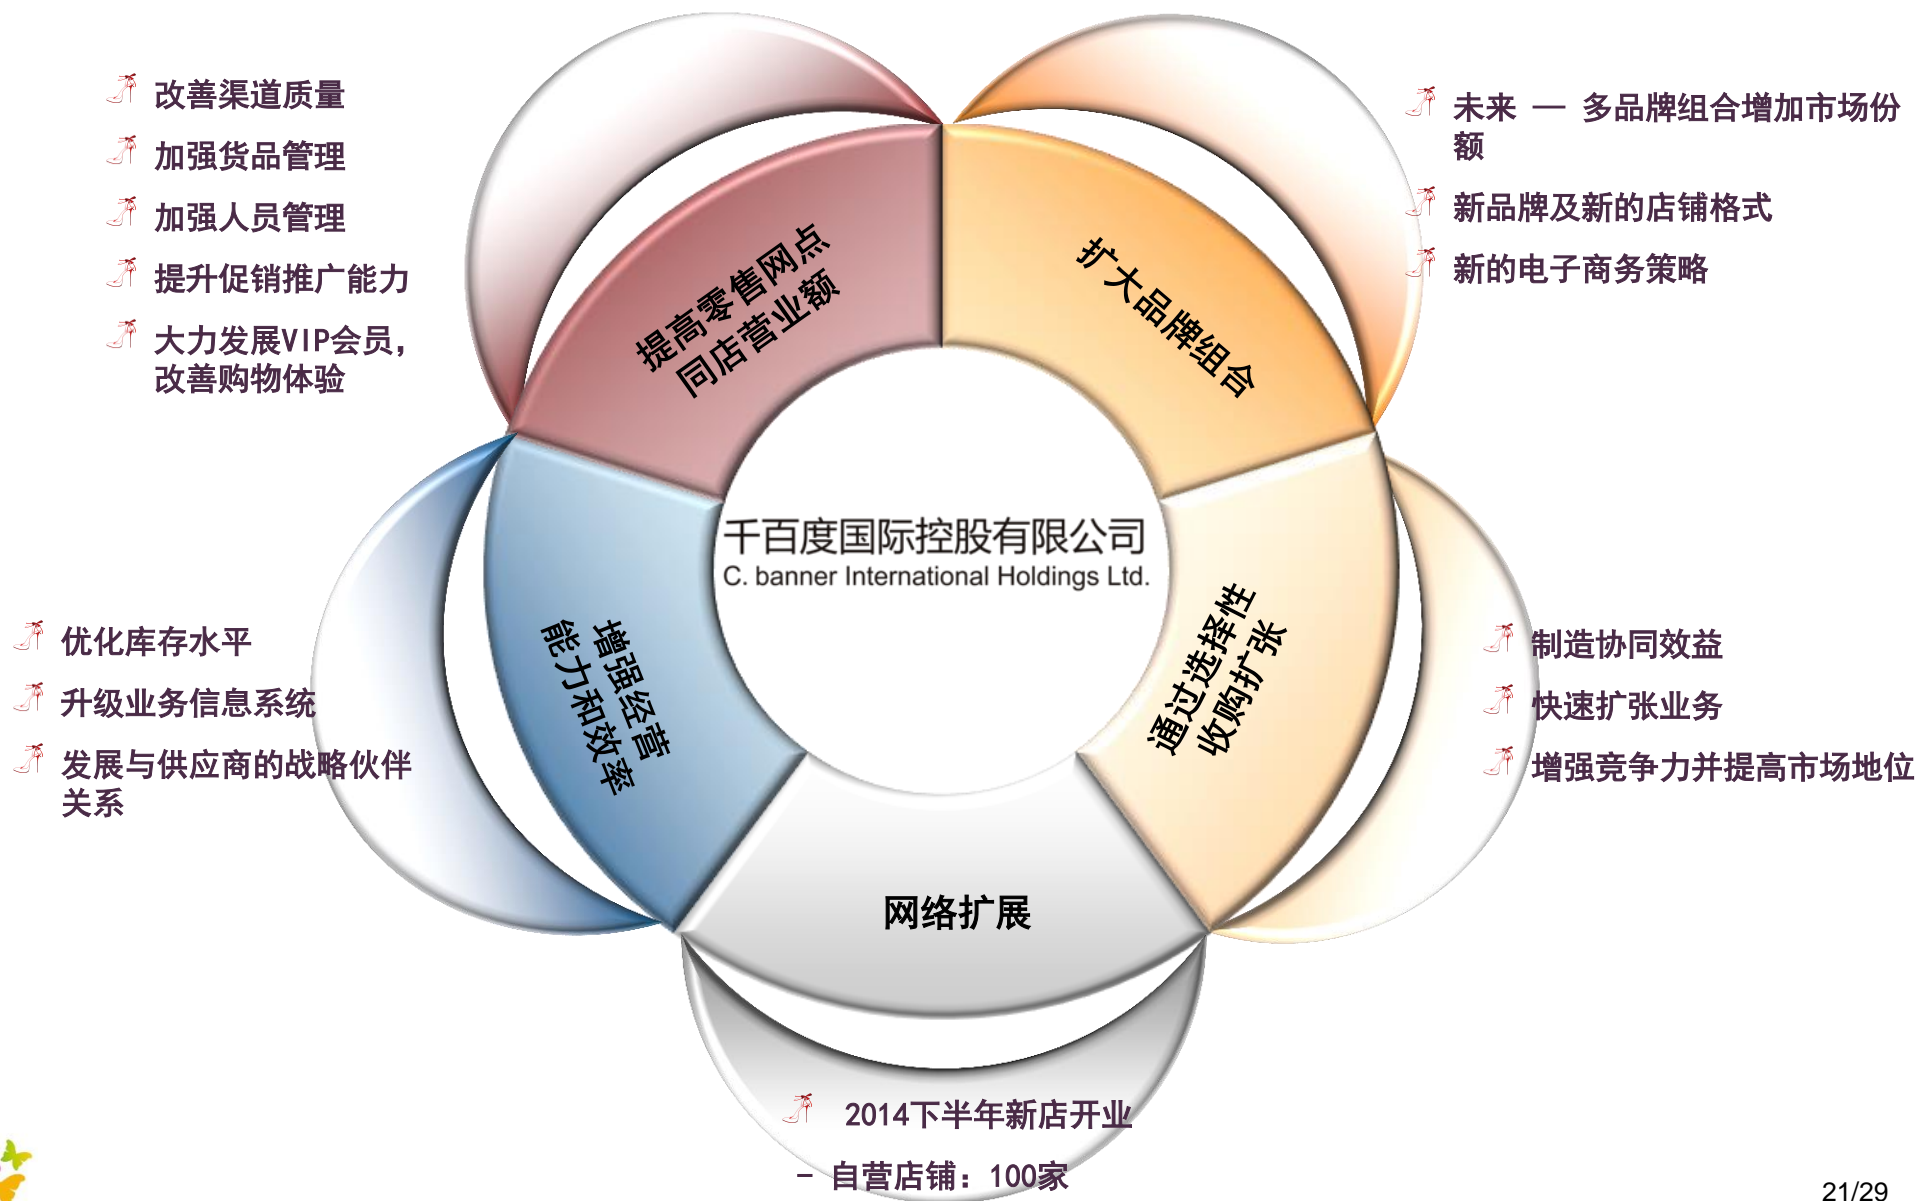 改善渠道质量
加强货品管理
加强人员管理
提升促销推广能力
大力发展VIP会员，
改善购物体验
未来 — 多品牌组合增加市场份
额
新品牌及新的店铺格式
新的电子商务策略
提高零售网点
同店营业额
扩大品牌组合
千百度国际控股有限公司
C. banner International Holdings Ltd.
增强经营
能力和效率
通过选择性
收购扩张
优化库存水平
升级业务信息系统
发展与供应商的战略伙伴
关系
制造协同效益
快速扩张业务
增强竞争力并提高市场地位
网络扩展
2014下半年新店开业
- 自营店铺：100家
21/29